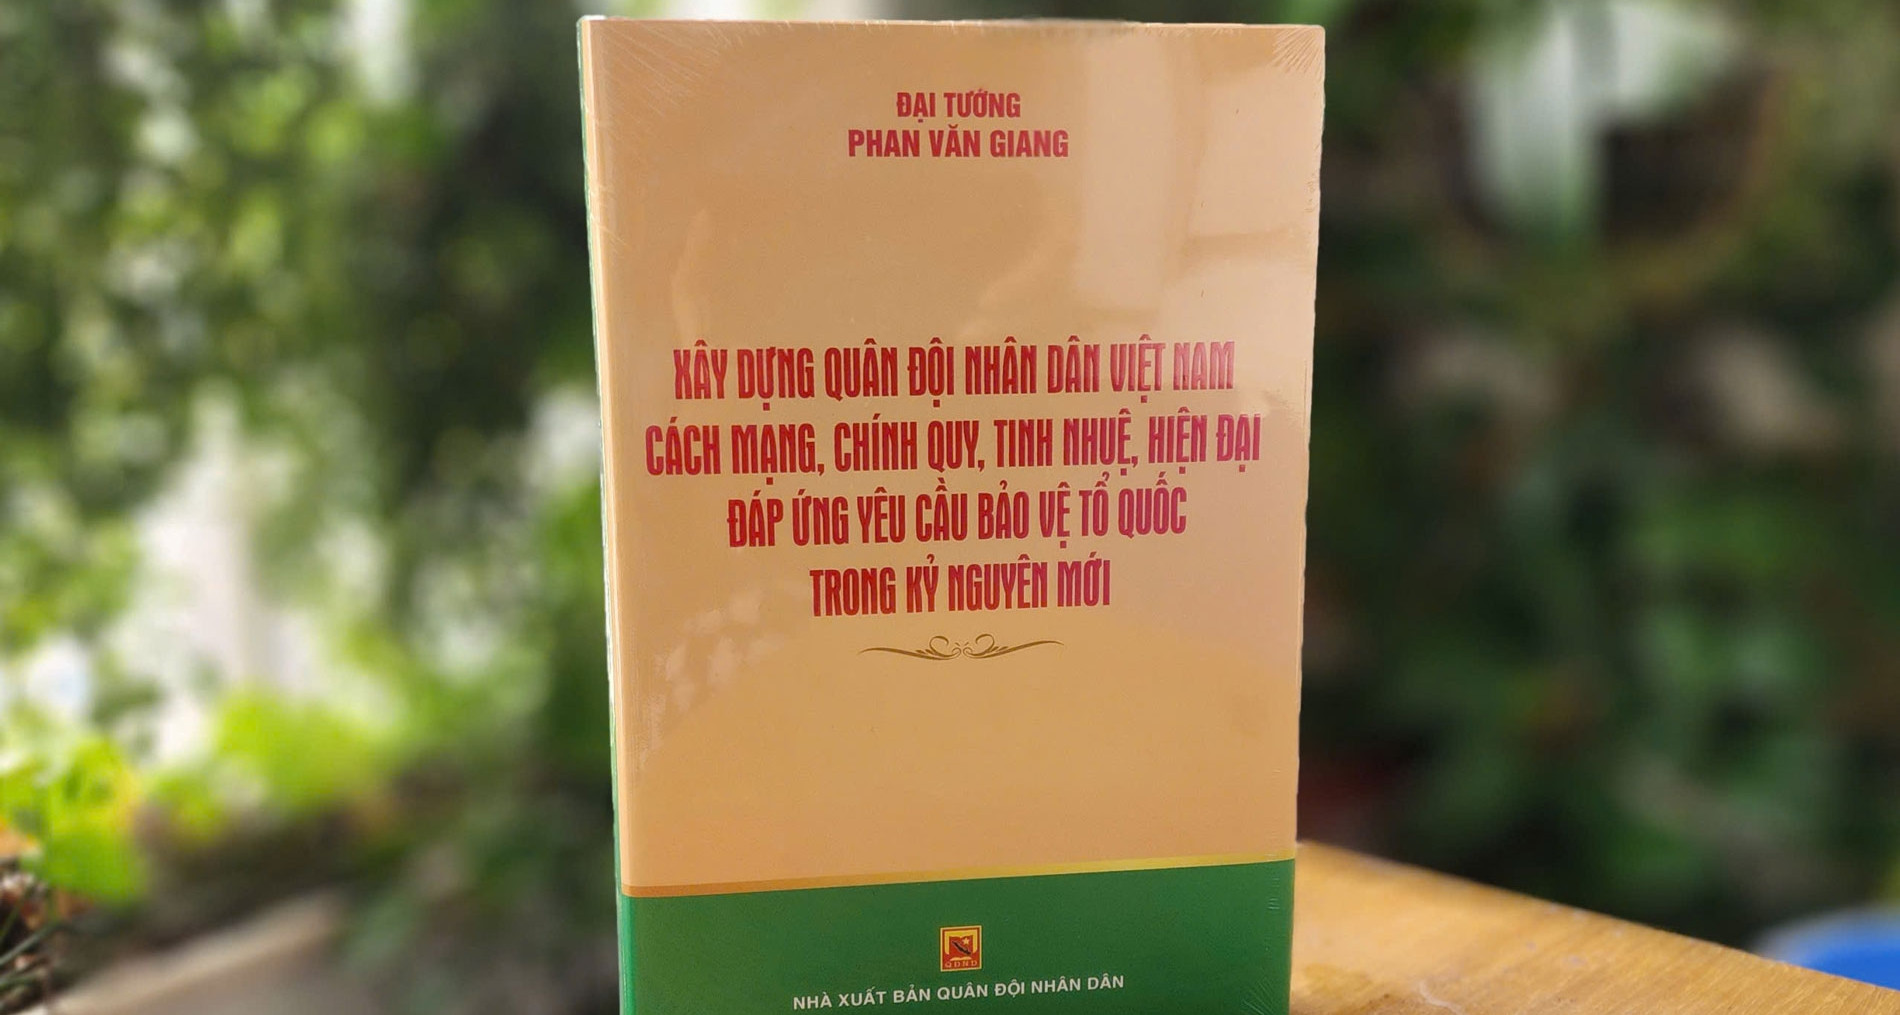 ĐẠI TƯỚNG
PHAN VĂN GIANG
XÂY DỰNG QUÂN ĐỘI NHÂN DÂN VIỆT NAM
CÁCH MẠNG, CHÍNH QUY, TINH NHUỆ, HIỆN ĐẠI
ĐÁP ỨNG YÊU CẦU BẢO VỆ TỔ QUỐC
TRONG KỶ NGUYÊN MỚI
QĐND
NHÀ XUẤT BẢN QUÂN ĐỘI NHÂN DÂN